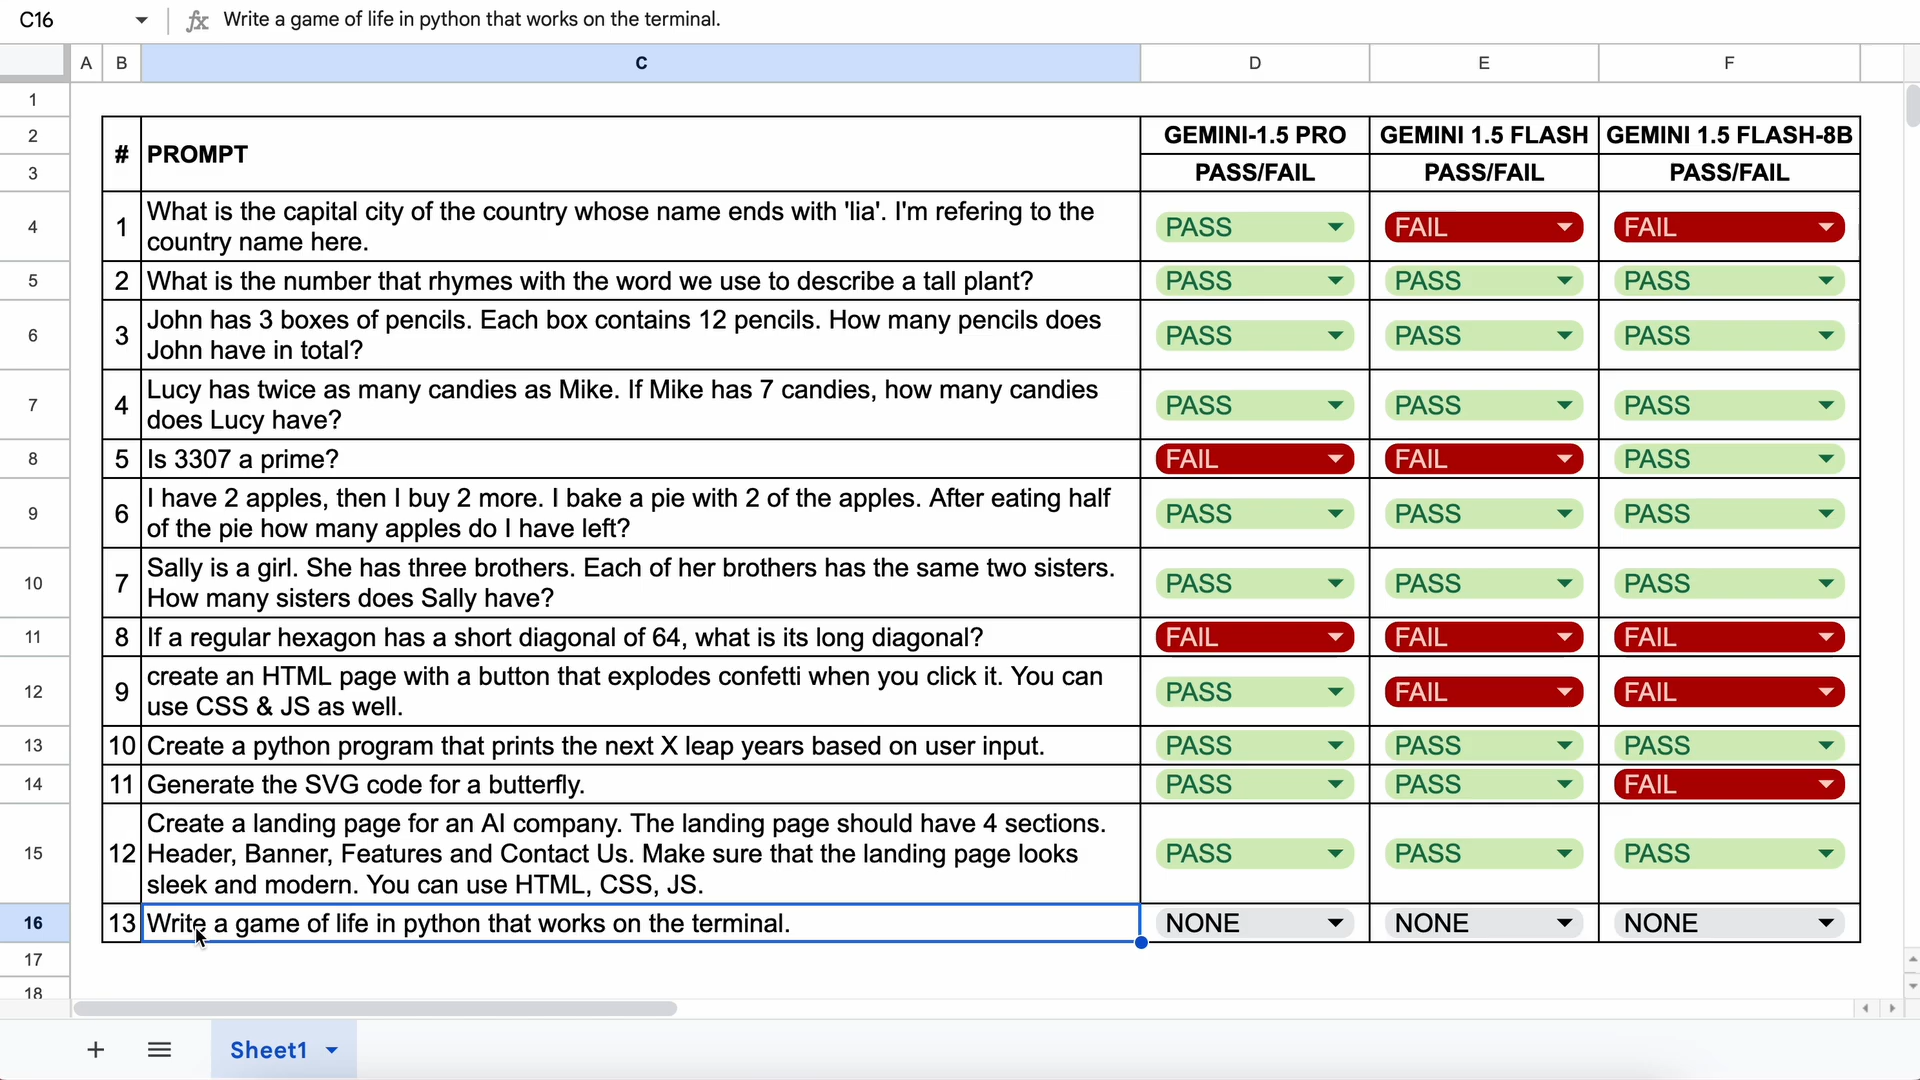 C16
fx Write a game of life in python that works on the terminal.
A B C D E F
1
2 GEMINI-1.5 PRO GEMINI 1.5 FLASH GEMINI 1.5 FLASH-8B
# PROMPT
3 PASS/FAIL PASS/FAIL PASS/FAIL
What is the capital city of the country whose name ends with 'lia'. I'm refering to the
4 1 PASS FAIL FAIL
country name here.
5 2 What is the number that rhymes with the word we use to describe a tall plant? PASS PASS PASS
John has 3 boxes of pencils. Each box contains 12 pencils. How many pencils does
6 3 PASS PASS PASS
John have in total?
Lucy has twice as many candies as Mike. If Mike has 7 candies, how many candies
7 4 PASS PASS PASS
does Lucy have?
8 5 Is 3307 a prime? FAIL FAIL PASS
I have 2 apples, then I buy 2 more. I bake a pie with 2 of the apples. After eating half
9 6 PASS PASS PASS
of the pie how many apples do I have left?
Sally is a girl. She has three brothers. Each of her brothers has the same two sisters.
10 7 PASS PASS PASS
How many sisters does Sally have?
11 8 If a regular hexagon has a short diagonal of 64, what is its long diagonal? FAIL FAIL FAIL
create an HTML page with a button that explodes confetti when you click it. You can
12 9 PASS FAIL FAIL
use CSS & JS as well.
13 10 Create a python program that prints the next X leap years based on user input. PASS PASS PASS
14 11 Generate the SVG code for a butterfly. PASS PASS FAIL
Create a landing page for an AI company. The landing page should have 4 sections.
15 12 Header, Banner, Features and Contact Us. Make sure that the landing page looks PASS PASS PASS
sleek and modern. You can use HTML, CSS, JS.
16 13 Write a game of life in python that works on the terminal. NONE NONE NONE
17
18
+ Sheet1